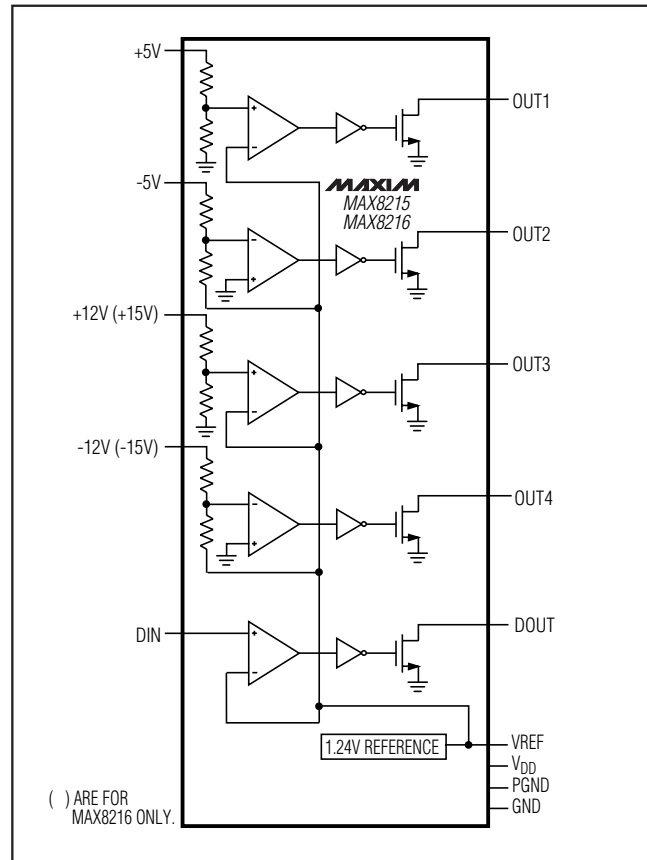 +5V
OUT1
-5V
MAXIM
MAX8215
MAX8216
OUT2
+12V (+15V)
OUT3
-12V (-15V)
OUT4
DIN
DOUT
1.24V REFERENCE
VREF
VDD
PGND
GND
( ) ARE FOR
MAX8216 ONLY.
+
-
-
+
+
-
-
+
+
-